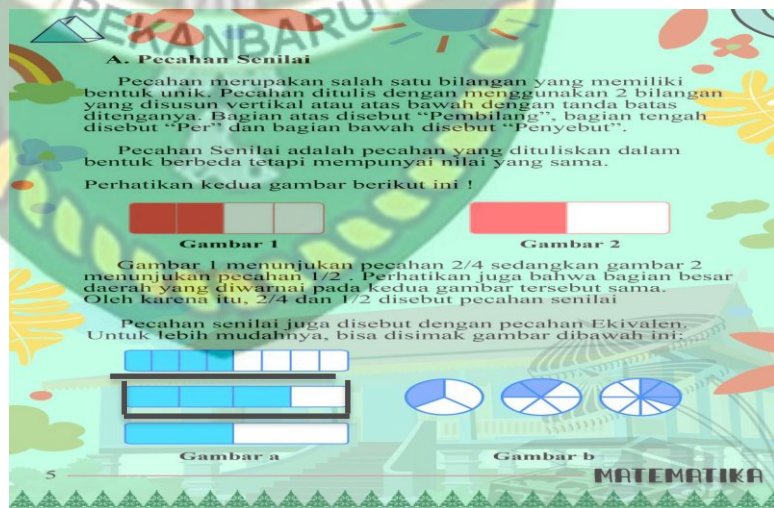 PEKANBARU
A. Pecahan Senilai
Pecahan merupakan salah satu bilangan yang memiliki
bentuk unik. Pecahan ditulis dengan menggunakan 2 bilangan
yang disusun vertikal atau atas bawah dengan tanda batas
ditenganya. Bagian atas disebut “Pembilang”, bagian tengah
disebut “Per” dan bagian bawah disebut “Penyebut”.
Pecahan Senilai adalah pecahan yang dituliskan dalam
bentuk berbeda tetapi mempunyai nilai yang sama.
Perhatikan kedua gambar berikut ini !
Gambar 1 Gambar 2
Gambar 1 menunjukan pecahan 2/4 sedangkan gambar 2
menunjukan pecahan 1/2 . Perhatikan juga bahwa bagian besar
daerah yang diwarnai pada kedua gambar tersebut sama.
Oleh karena itu, 2/4 dan 1/2 disebut pecahan senilai
Pecahan senilai juga disebut dengan pecahan Ekivalen.
Untuk lebih mudahnya, bisa disimak gambar dibawah ini:
Gambar a Gambar b
5 MATEMATIKA